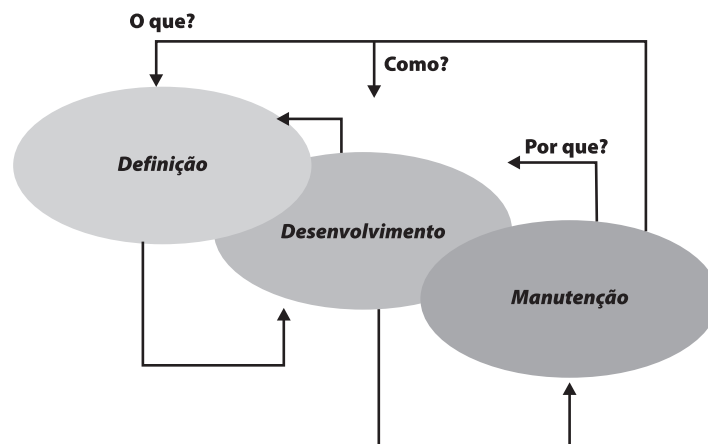 O que?
Como?
Por que?
Definição
Desenvolvimento
Manutenção